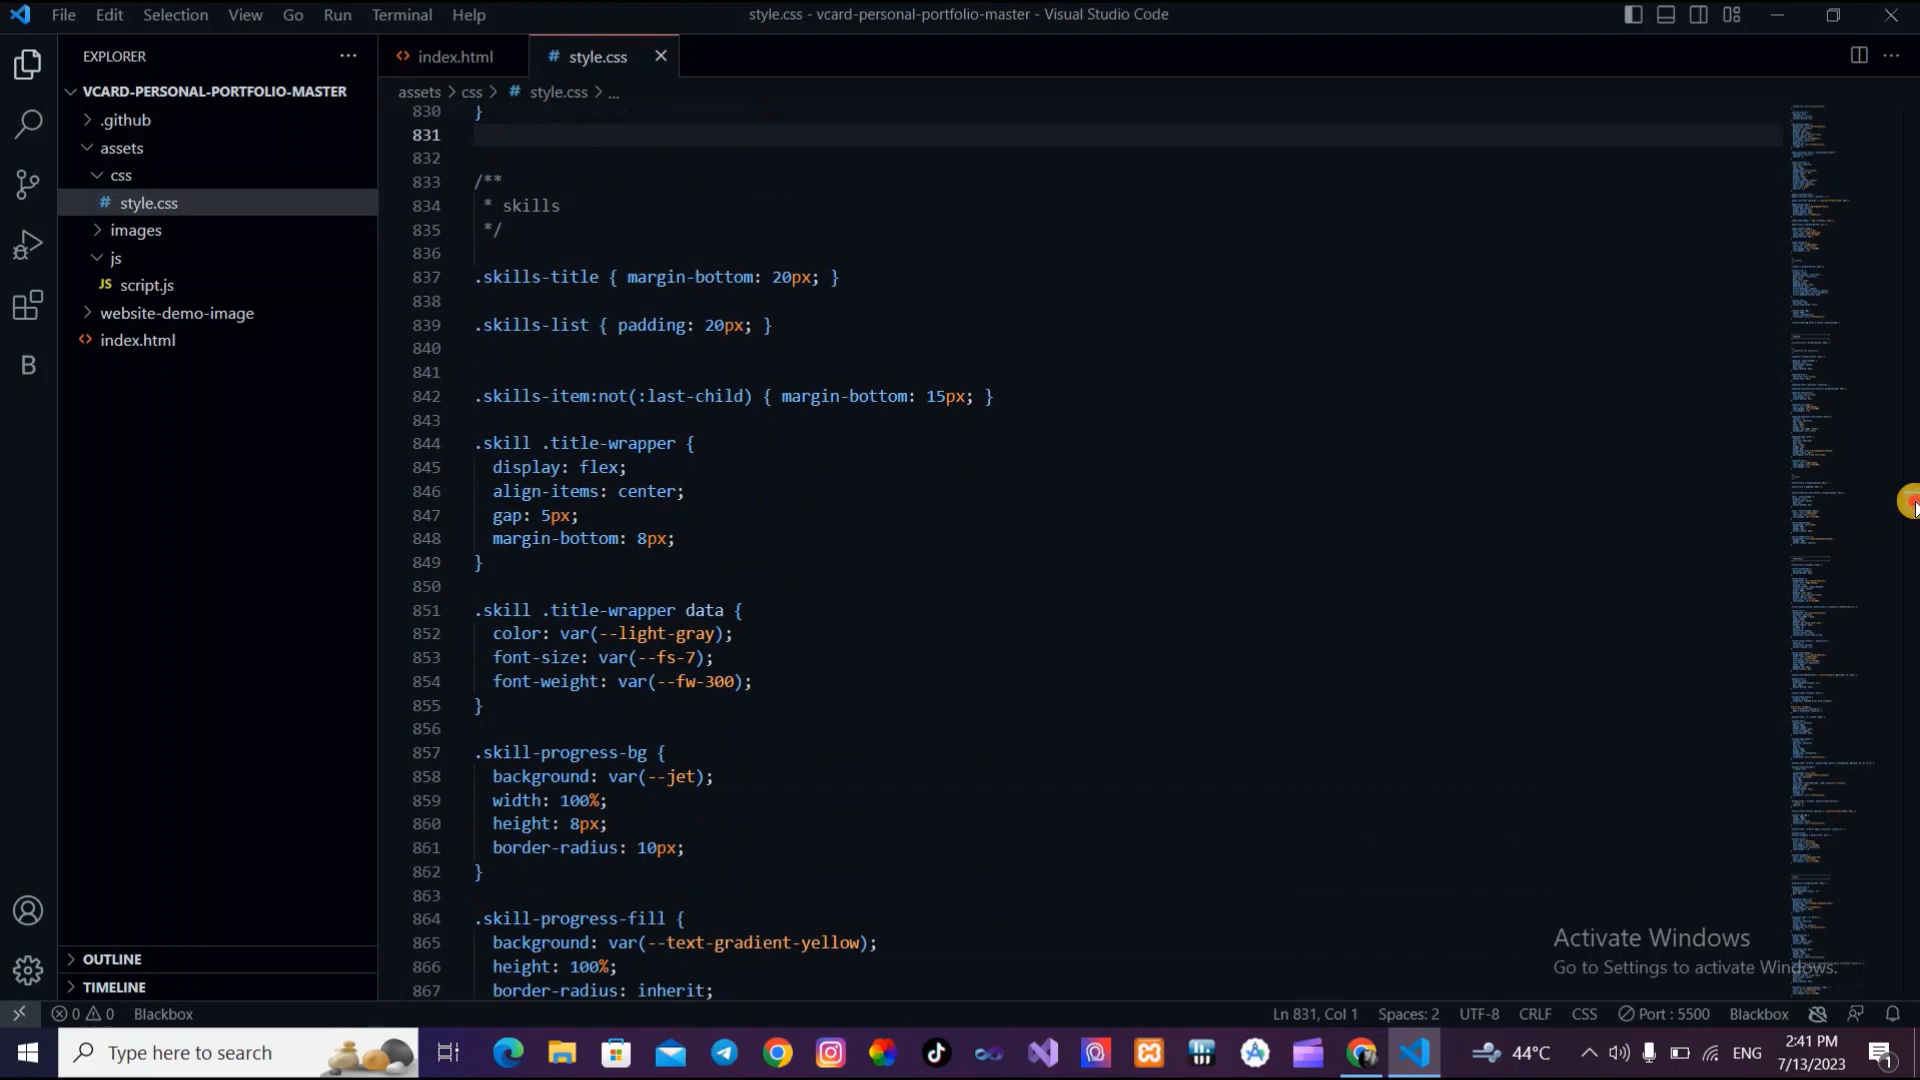 File Edit Selection View Go Run Terminal Help
style.css - vcard-personal-portfolio-master - Visual Studio Code
EXPLORER
VCARD-PERSONAL-PORTFOLIO-MASTER
.github
assets
css
# style.css
images
js
JS script.js
website-demo-image
<> index.html
OUTLINE
TIMELINE
<> index.html
# style.css
assets > css > # style.css > ...
830 }
831
832
833 /**
834 * skills
835 */
836
837 .skills-title { margin-bottom: 20px; }
838
839 .skills-list { padding: 20px; }
840
841
842 .skills-item:not(:last-child) { margin-bottom: 15px; }
843
844 .skill .title-wrapper {
845 display: flex;
846 align-items: center;
847 gap: 5px;
848 margin-bottom: 8px;
849 }
850
851 .skill .title-wrapper data {
852 color: var(--light-gray);
853 font-size: var(--fs-7);
854 font-weight: var(--fw-300);
855 }
856
857 .skill-progress-bg {
858 background: var(--jet);
859 width: 100%;
860 height: 8px;
861 border-radius: 10px;
862 }
863
864 .skill-progress-fill {
865 background: var(--text-gradient-yellow);
866 height: 100%;
867 border-radius: inherit;
Activate Windows
Go to Settings to activate Windows.
0 0 Blackbox
Ln 831, Col 1 Spaces: 2 UTF-8 CRLF CSS Port : 5500 Blackbox
Type here to search
44°C
ENG
2:41 PM
7/13/2023
1